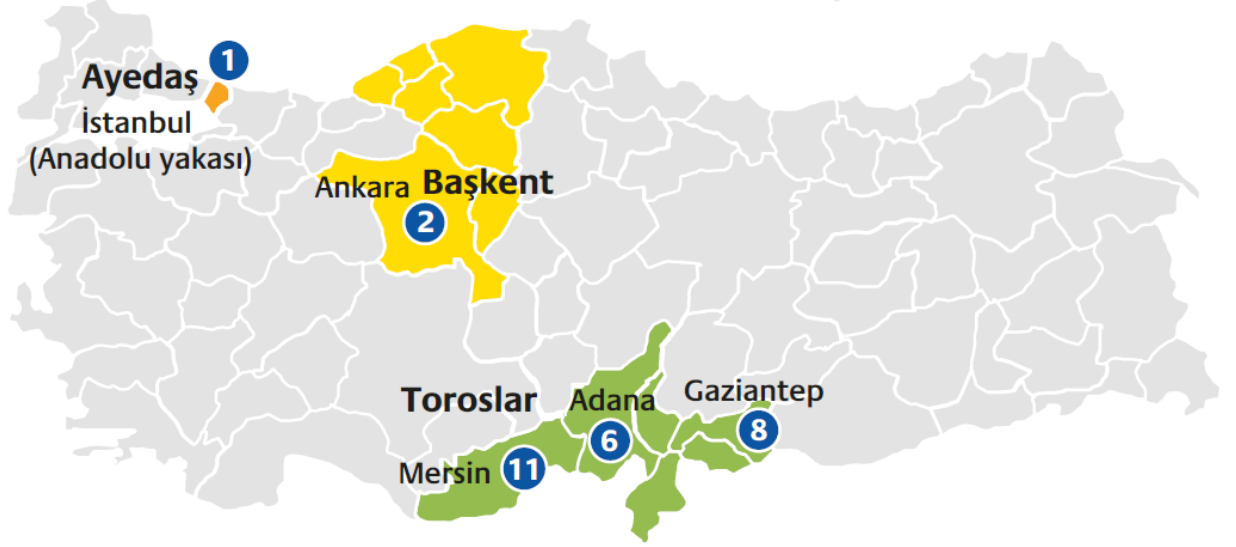 1
Ayedaş
İstanbul
(Anadolu yakası)
Ankara Başkent
2
Toroslar
Adana
Gaziantep
6
8
Mersin 11